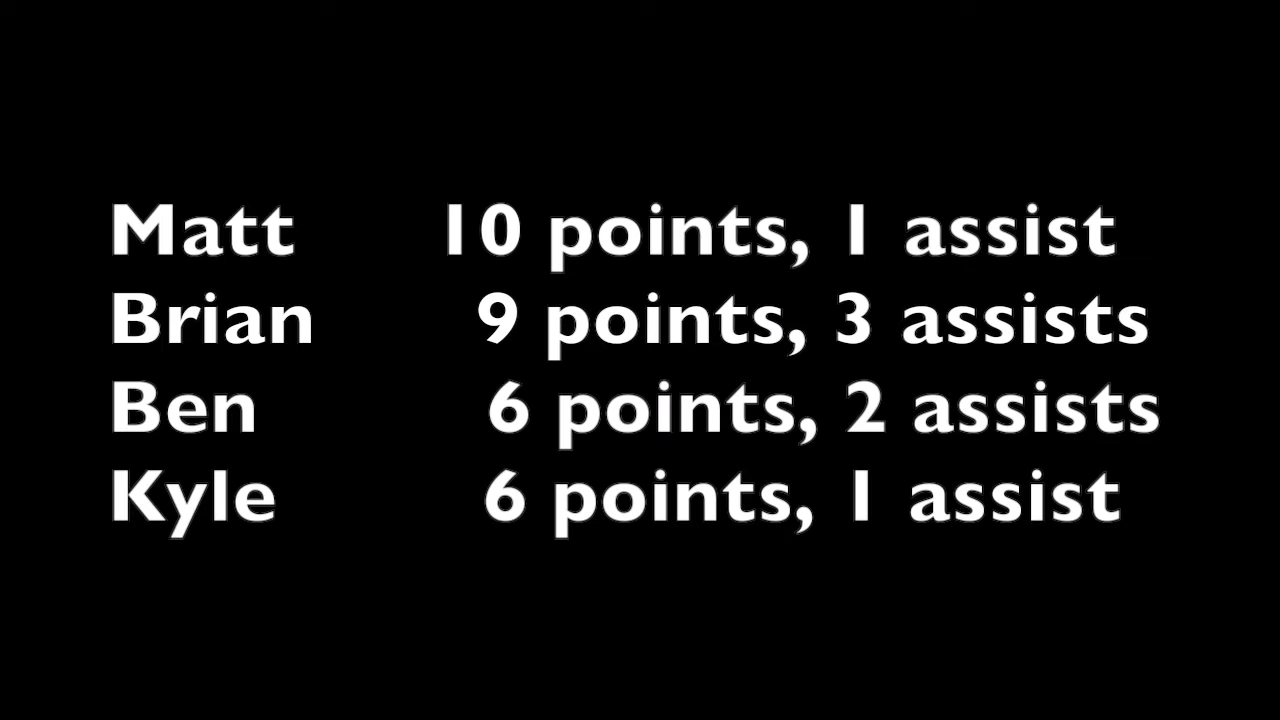 Matt 10 points, 1 assist
Brian 9 points, 3 assists
Ben 6 points, 2 assists
Kyle 6 points, 1 assist